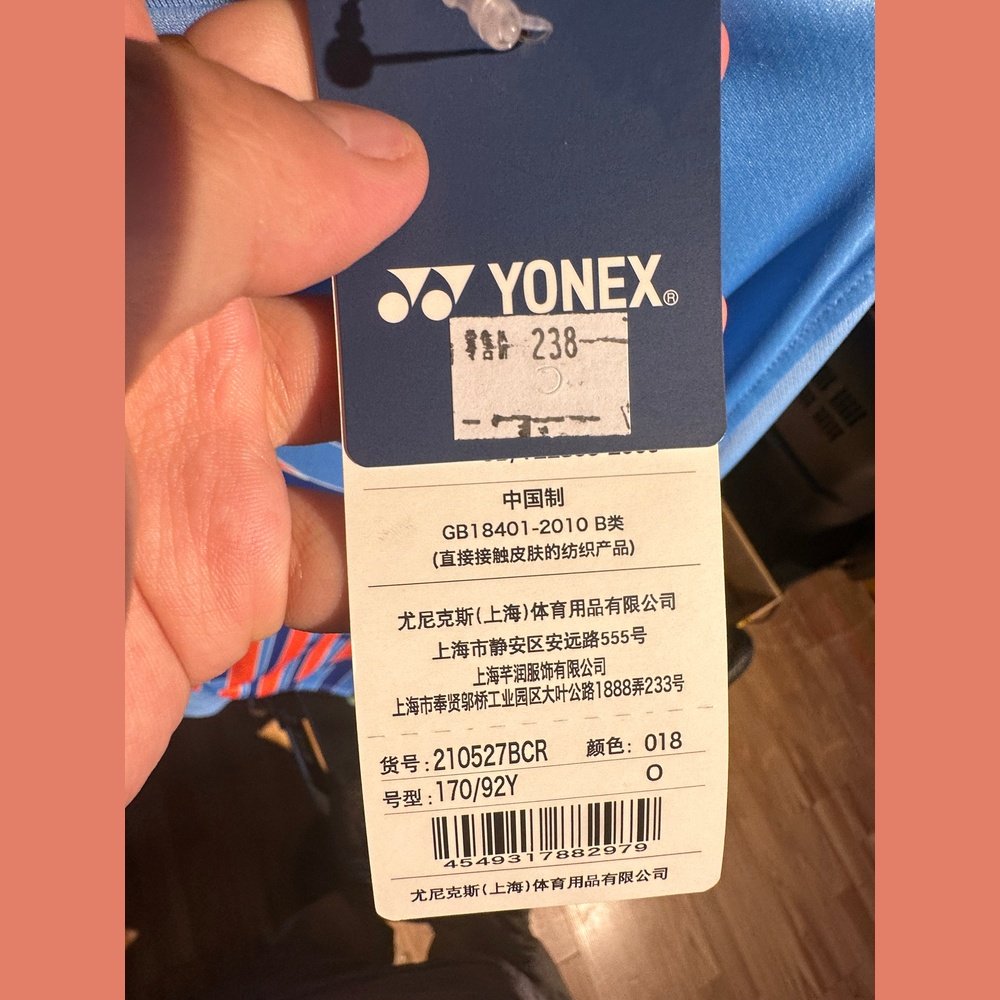 YONEX®
零售价 238
中国制
GB18401-2010 B类
(直接接触皮肤的纺织产品)
尤尼克斯(上海)体育用品有限公司
上海市静安区安远路555号
上海芊润服饰有限公司
上海市奉贤邬桥工业园区大叶公路1888弄233号
货号:210527BCR 颜色: 018
号型:170/92Y O
4549317882979
尤尼克斯(上海)体育用品有限公司